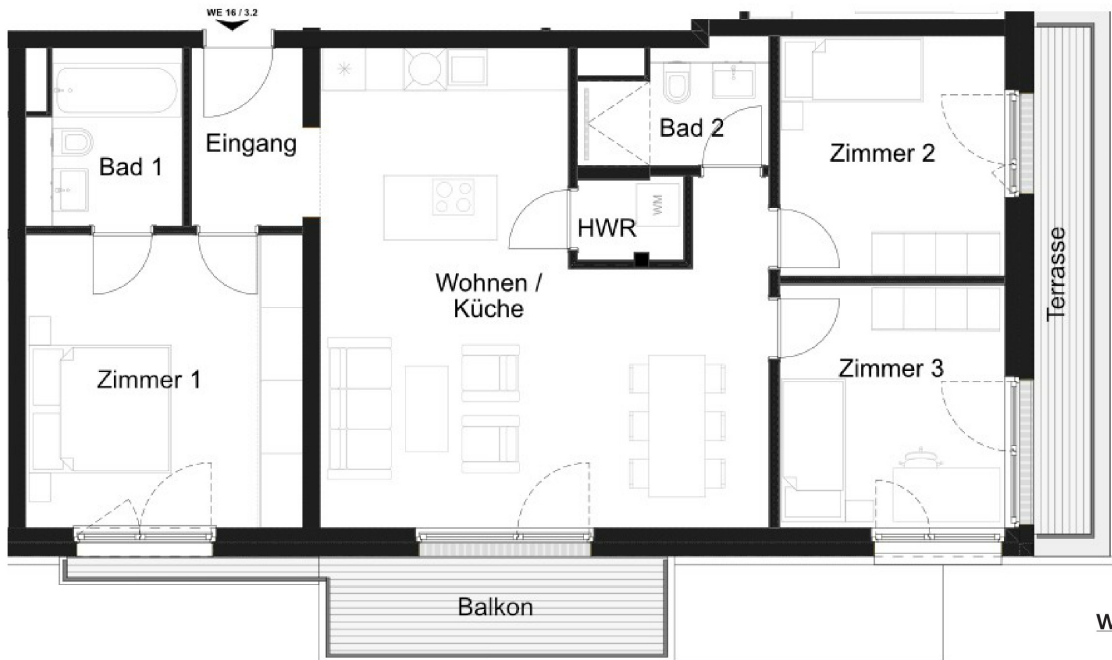 WE 16 / 3.2
Eingang
Bad 1
Bad 2
Zimmer 2
HWR
WM
Wohnen /
Küche
Terrasse
Zimmer 1
Zimmer 3
Balkon
W